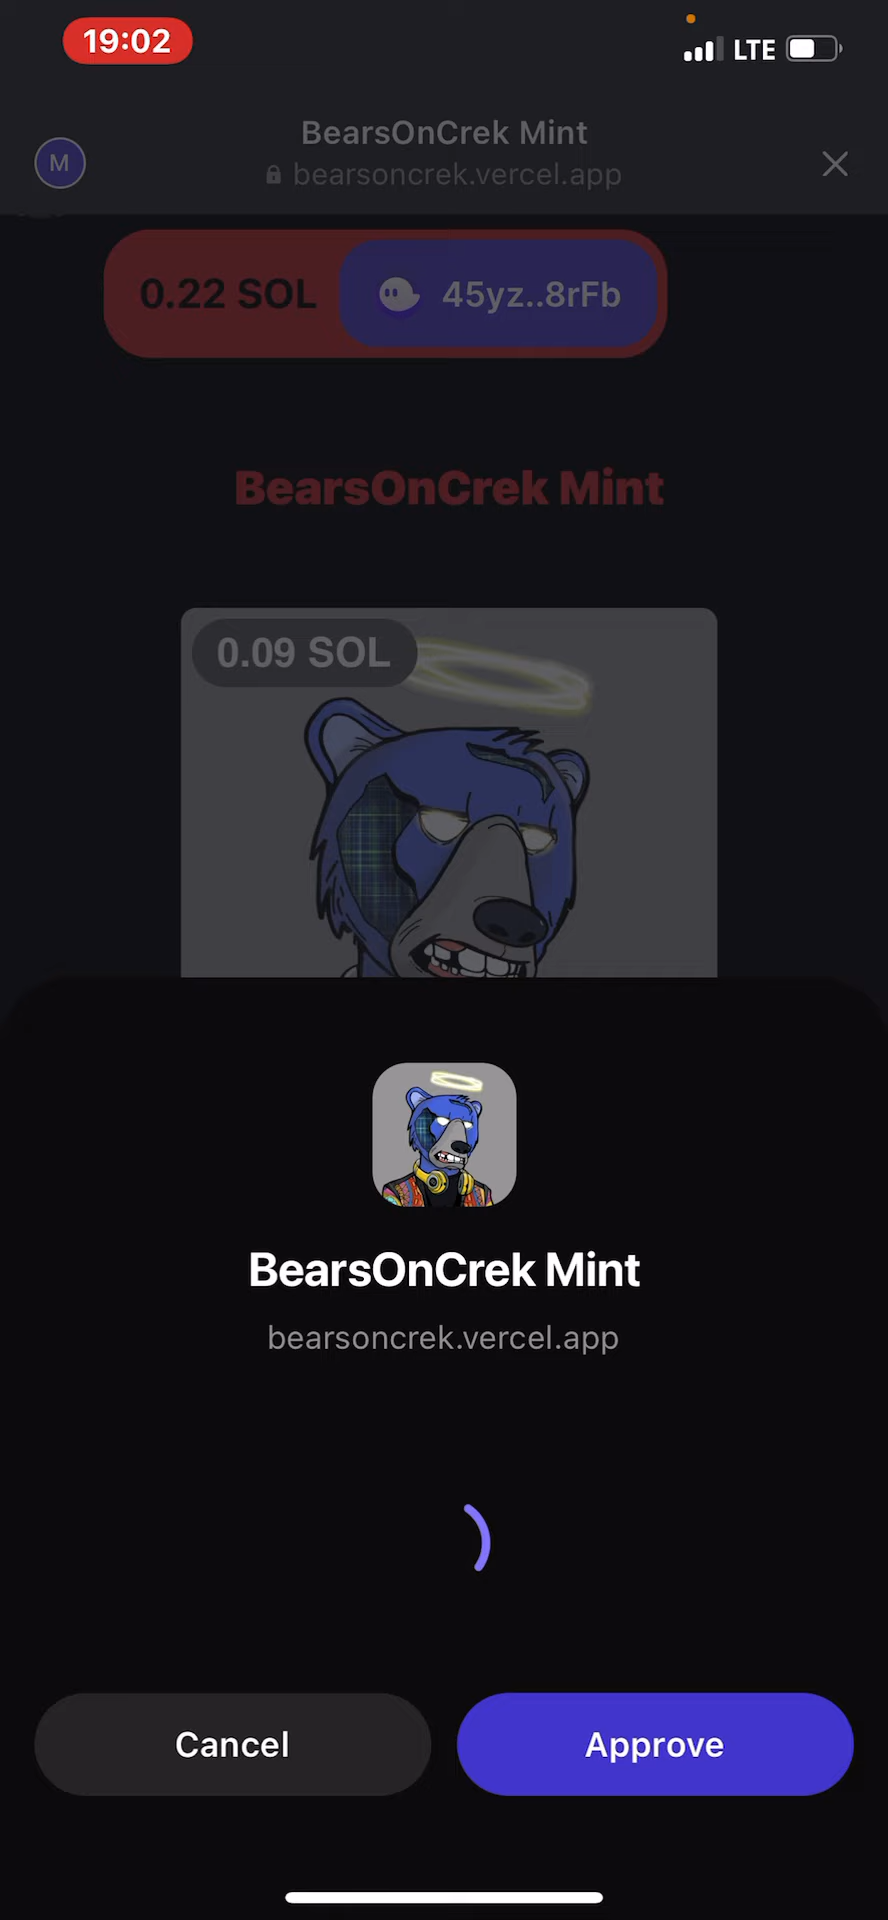 19:02
LTE
BearsOnCrek Mint
M
bearsoncrek.vercel.app
0.22 SOL
45yz..8rFb
BearsOnCrek Mint
0.09 SOL
BearsOnCrek Mint
bearsoncrek.vercel.app
Cancel
Approve